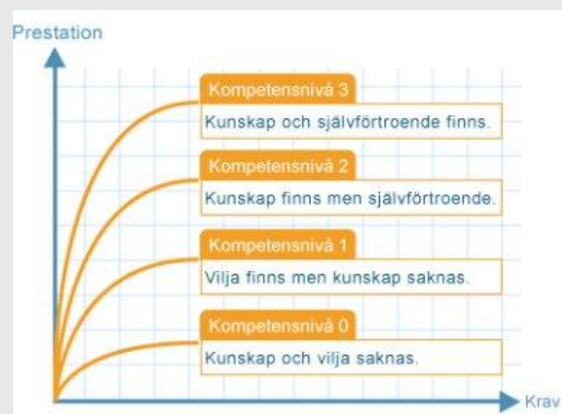 Prestation
Kompetensnivå 3
Kunskap och självförtroende finns.
Kompetensnivå 2
Kunskap finns men självförtroende.
Kompetensnivå 1
Vilja finns men kunskap saknas.
Kompetensnivå 0
Kunskap och vilja saknas.
Krav